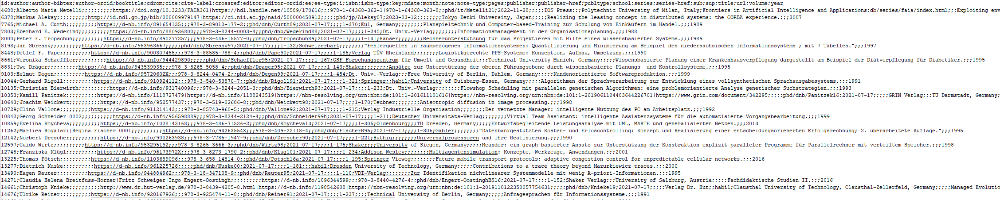 id;author;author-bibtex;author-orcid;booktitle;cdrom;cite;cite-label;crossref;editor;editor-orcid;ee;ee-type;i;isbn;isbn-type;key;mdate;month;note;note-type;pages;publisher;publisher-href;publtype;school;series;series-href;sub;sup;title;url;volume;year
4688;Alberto Maria Metelli;;;;;;;;;;https://doi.org/10.3233/FAIA361|https://hdl.handle.net/10589/170616;;;978-1-64368-362-1|978-1-64368-363-8;;phd/it/Metelli21;2022-11-28;;;;;IOS Press;;;Polytechnic University of Milan, Italy;Frontiers in Artificial Intelligence and Applications;db/series/faia/index.html;;;Exploiting env
6378;Markus Aleksy;;;;;;;;;;http://id.ndl.go.jp/bib/000009979147|https://ci.nii.ac.jp/naid/500000450913;;;;;phd/jp/Aleksy07;2023-03-12;;;;;;;;Tokyo Denki University, Japan;;;;;Realizing the leasing concept in distributed systems: the CORBA experience.;;;2007
7765;Michael A. Curth;;;;;;;;;;https://d-nb.info/891654135;;;978-3-89012-177-2;;phd/dnb/Curth89;2021-07-17;;;;1-370;Eul, Germany;;;;;;;;Planspieltechnik und Computer-based-Training zur Schulung von Einkäufern im Handel.;;;1989
7803;Eberhard E. Wedekind;;;;;;;;;;https://d-nb.info/880936800;;;978-3-8244-0003-4;;phd/dnb/Wedekind88;2021-07-17;;;;1-240;Dt. Univ.-Verlag;;;;;;;;Informationsmanagement in der Organisationsplanung.;;;1988
8000;Peter F. Tropschuh;;;;;;;;;;https://d-nb.info/890277257;;;978-3-446-15577-0;;phd/dnb/Tropschuh89;2021-07-17;;;;1-141;Hanser;;;;;;;;Rechnerunterstützung für das Projektieren mit Hilfe eines wissensbasierten Systems.;;;1989
8198;Jan Sbresny;;;;;;;;;;https://d-nb.info/953963667;;;;;phd/dnb/Sbresny97;2021-07-17;;;;1-132;Schweizerbart;;;;;;;;"Fehlerquellen in raumbezogenen Informationssystemen: Quantifizierung und Minimierung am Beispiel des niedersächsischen Informationssystems ; mit 7 Tabellen.";;;1997
8448;Detlef F. Pape;;;;;;;;;;https://d-nb.info/900307455;;;978-3-88585-788-4;;phd/dnb/Pape90;2021-07-17;;;;1-185;Verlag TÜV Rheinland;;;;;;;;Logistikgerechte PPS-Systeme: Konzeption, Aufbau, Umsetzung.;;;1990
8661;Veronika Schaeffler;;;;;;;;;;https://d-nb.info/944429890;;;;;phd/dnb/Schaeffler95;2021-07-17;;;;1-167;GSF-Forschungszentrum für Umwelt und Gesundheit;;;Technical University Munich, Germany;;;;;Wissensbasierte Planung einer Krankenhausverpflegung dargestellt am Beispiel der Diätverpflegung für Diabetiker.;;;1995
8831;Uwe Dräger;;;;;;;;;;https://d-nb.info/943539935;;;978-3-8265-5058-4;;phd/dnb/Drager95;2021-07-17;;;;1-143;Shaker;;;;;;;;Ansätze zur Unterstützung der oberen Führungsebene durch wissensbasierte Planungs- und Kontrollsysteme.;;;1995
9103;Helmut Degen;;;;;;;;;;https://d-nb.info/95720602X;;;978-3-8244-0474-2;;phd/dnb/Degen99;2021-07-17;;;;1-454;Dt. Univ.-Verlag;;;Free University of Berlin, Dahlem, Germany;;;;;Kundenorientierte Softwareproduktion.;;;1999
10044;Gerhard Rigoll;;;;;;;;;;https://d-nb.info/910924112;;;978-3-540-53870-7;;phd/dnb/Rigoll91;2021-07-17;;;;1-321;Springer;;habil;University of Duisburg-Essen, Germany;;;;;Algorithmen der Sprachverarbeitung zur Entwicklung eines vollsynthetischen Sprachausgabesystems.;;;1991
10135;Christian Bierwirth;;;;;;;;;;https://d-nb.info/931740096;;;978-3-8244-2051-3;;phd/dnb/Bierwirth93;2021-07-17;;;;1-233;Dt. Univ.-Verlag;;;;;;;;Flowshop Scheduling mit parallelen genetischen Algorithmen: eine problemorientierte Analyse genetischer Suchstrategien.;;;1993
10353;Kamill Panitzek;;;;;;;;;;https://d-nb.info/1118727479|https://d-nb.info/1188243519|https://nbn-resolving.org/urn:nbn:de:101:1-201611101616|https://nbn-resolving.org/urn:nbn:de:101:1-2019061104403644226701|https://www.grin.com/document/342295;;;;;phd/dnb/Panitzek16;2021-07-17;;;;;GRIN Verlag;;;TU Darmstadt, Germany;
10643;Joachim Weickert;;;;;;;;;;https://d-nb.info/952577437;;;978-3-519-02606-8;;phd/dnb/Weickert98;2021-07-17;;;;1-170;Teubner;;;;;;;;Anisotropic diffusion in image processing.;;;1998
10729;Clino Vallone;;;;;;;;;;https://d-nb.info/911214143;;;978-3-85743-960-5;;phd/dnb/Vallone92;2021-07-17;;;;1-215;Verlag Industrielle Organisation;;;;;;;;Der vernetzte Manager: intelligente Nutzung des PC am Arbeitsplatz.;;;1992
10842;Georg Schneider 0002;;;;;;;;;;https://d-nb.info/956598889;;;978-3-8244-2124-4;;phd/dnb/Schneider99h;2021-07-17;;;;1-211;Deutscher Universitäts-Verlag;;;;;;;;Virtual Team Assistant: intelligente Assistenzsysteme für die automatisierte Vorgangsbearbeitung.;;;1999
10859;Evelina Koycheva;;;;;;;;;;https://d-nb.info/1028143168;;;978-3-486-71526-2;;phd/dnb/Koycheva13;2021-07-17;;;;1-305;Oldenbourg;;;TU Dresden, Germany;;;;;Entwurfsbegleitende Leistungsanalyse mit UML, MARTE und generalisierten Netzen.;;;2013
11262;Marlies Rogalski|Regina Fischer 0001;;;;;;;;;;https://d-nb.info/94263554X;;;978-3-409-22118-4;;phd/dnb/FischerR95;2021-07-17;;;;1-306;Gabler;;;;;;;;"Datenbankgestütztes Kosten- und Erlöscontrolling: Konzept und Realisierung einer entscheidungsorienerten Erfolgsrechnung; 2. überarbeitete Auflage.";;;1995
12142;Norbert Drescher;;;;;;;;;;https://d-nb.info/900263938;;;978-3-7785-1947-9;;phd/dnb/Drescher90;2021-07-17;;;;1-221;Hüthig;;;;;;;;Universalprozessoren und ihre Realisierung.;;;1990
12597;Guido Wirtz;;;;;;;;;;https://d-nb.info/953295192;;;978-3-8265-3666-3;;phd/dnb/Wirtz98;2021-07-17;;;;1-175;Shaker;;;University of Siegen, Germany;;;;;Meander: ein graph-basierter Ansatz zur Unterstützung der Konstruktion explizit paralleler Programme für Parallelrechner mit verteiltem Speicher.;;;1998
12748;Franziska Klügl;;;;;;;;;;https://d-nb.info/96173972X;;;978-3-8273-1790-2;;phd/dnb/Klugl01;2021-07-17;;;;1-234;Addison-Wesley;;;;;;;;Multiagentensimulation: Konzepte, Werkzeuge, Anwendungen.;;;2001
13225;Thomas Pötsch;;;;;;;;;;https://d-nb.info/1103689096;;;978-3-658-14814-0;;phd/dnb/Potsch16a;2021-07-17;;;;1-195;Springer Vieweg;;;;;;;;Future mobile transport protocols: adaptive congestion control for unpredictable cellular networks.;;;2016
13277;Dietrich Kuske;;;;;;;;;;https://d-nb.info/961225726;;;;;phd/dnb/Kuske00;2021-07-17;;;;1-181;;;habil;Dresden University of Technology, Germany;;;;;Contributions to a trace theory beyond Mazurkiewicz traces.;;;2000
13490;Hagen Reuter;;;;;;;;;;https://d-nb.info/944884962;;;978-3-18-347108-9;;phd/dnb/Reuter95;2021-07-17;;;;1-110;VDI-Verlag;;;;;;;;Zur Identifikation nichtlinearer Systemmodelle mit wenig A-priori-Informationen.;;;1995
14271;Claudia Helena Breitfuss-Horner|Fritz Schweiger|Ingo Engert-Oostingh;;;;;;;;;;https://d-nb.info/1096344599;;;978-3-8440-4276-4;;phd/dnb/Engert-OostinghBS16;2021-07-17;;;;1-152;Shaker Verlag;;;University of Salzburg, Austria;;;;;Fachdidaktische Studien II.;;;2016
14661;Christoph Knieke;;;;;;;;;;http://www.dr.hut-verlag.de/978-3-8439-4205-8.html|https://d-nb.info/1198542608|https://nbn-resolving.org/urn:nbn:de:101:1-2019110122350057754631;;;;;phd/dnb/Knieke19;2021-07-17;;;;;Verlag Dr. Hut;;habil;Clausthal University of Technology, Clausthal-Zellerfeld, Germany;;;;;Managed Evolutio
14676;Ulrike Reiner;;;;;;;;;;https://d-nb.info/920167926;;;978-3-925474-11-8;;phd/dnb/Reiner91;2021-07-17;;;;1-237;;;;Technical University of Berlin, Germany;;;;;Anfragesprachen für Informationssysteme.;;;1991